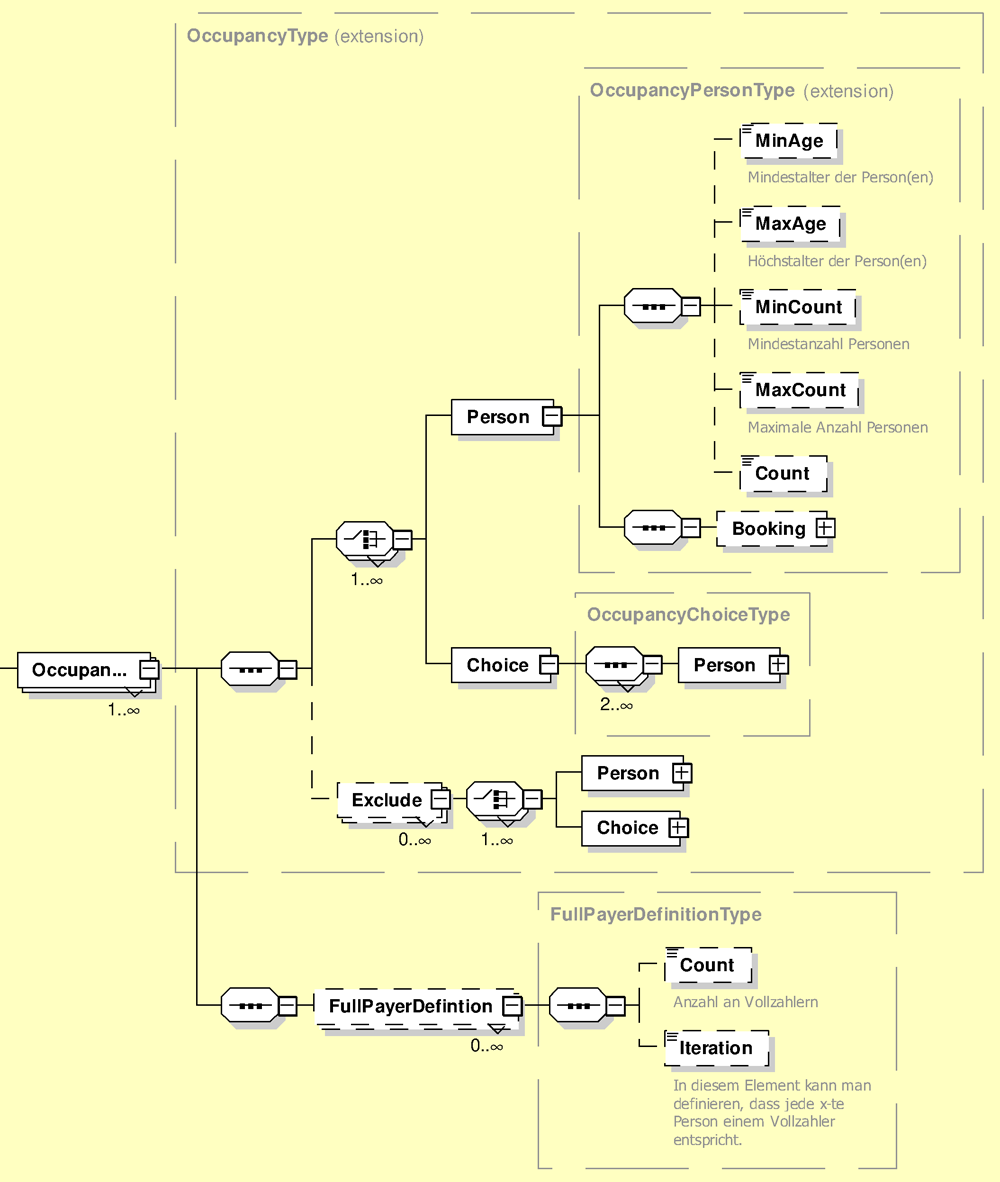 OccupancyType (extension)
OccupancyPersonType (extension)
MinAge
Mindestalter der Person(en)
MaxAge
Höchstalter der Person(en)
MinCount
Mindestanzahl Personen
MaxCount
Maximale Anzahl Personen
Count
Person
Booking
1..∞
OccupancyChoiceType
Occupan...
1..∞
Choice
2..∞
Person
Exclude
0..∞
1..∞
Person
Choice
FullPayerDefinitionType
FullPayerDefintion
0..∞
Count
Anzahl an Vollzahlern
Iteration
In diesem Element kann man
definieren, dass jede x-te
Person einem Vollzahler
entspricht.